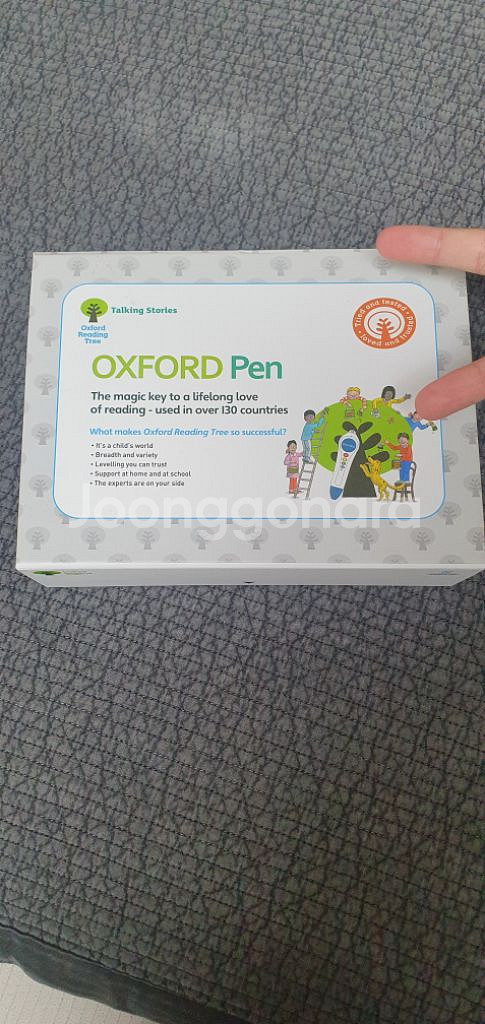 Talking Stories
Oxford
Reading
Tree
Tried and tested
loved and trusted
OXFORD Pen
The magic key to a lifelong love
of reading - used in over 130 countries
What makes Oxford Reading Tree so successful?
• It's a child's world
• Breadth and variety
• Levelling you can trust
• Support at home and at school
• The experts are on your side
Joonggonara